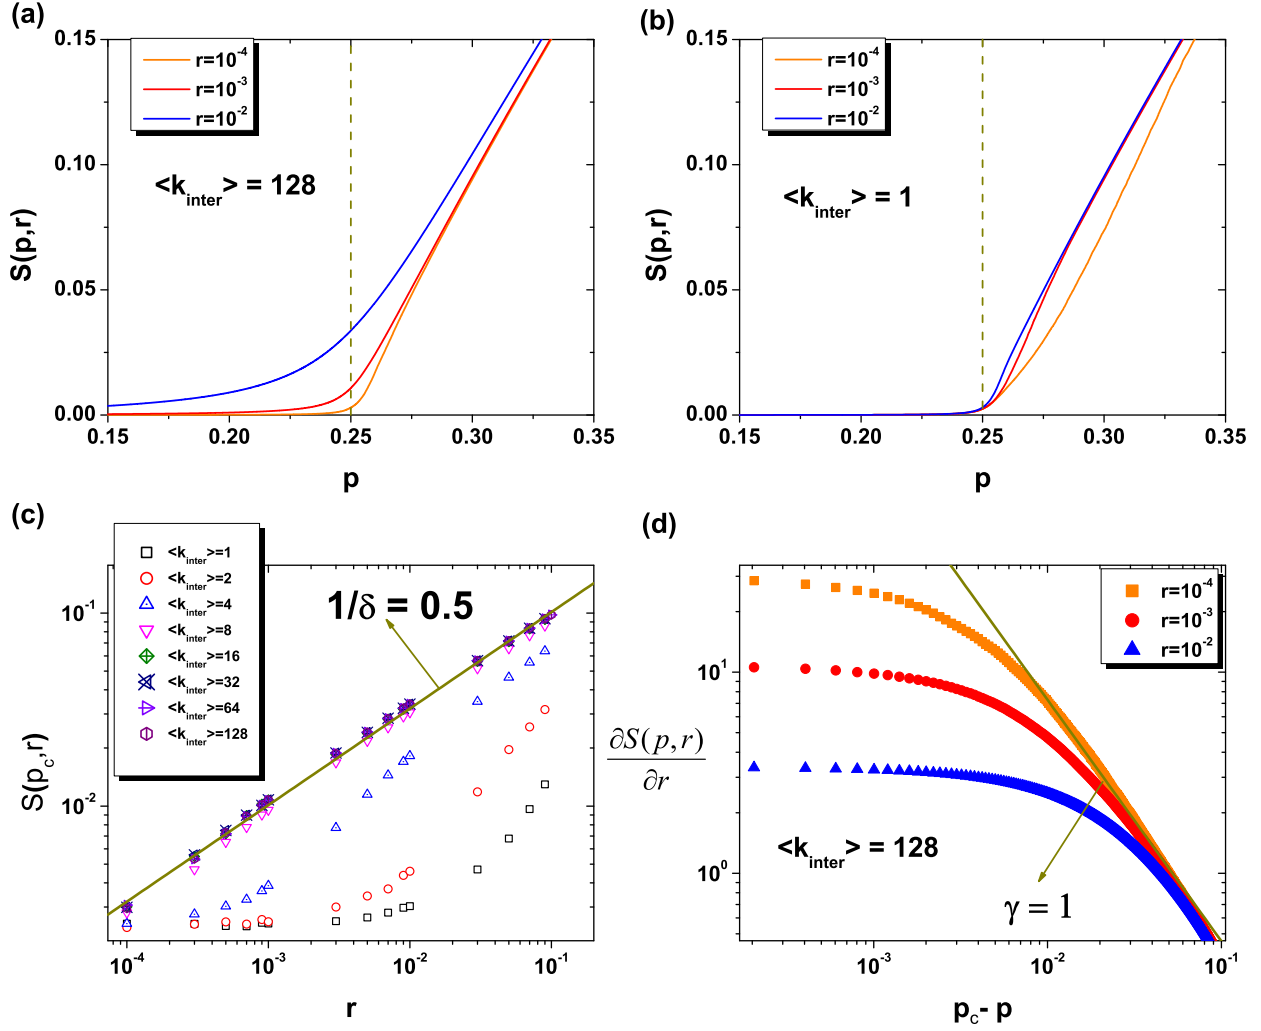 (a)
0.15
0.10
0.05
0.00
S(p,r)
r=10⁻⁴
r=10⁻³
r=10⁻²
<k_inter> = 128
0.15 0.20 0.25 0.30 0.35
p
(b)
0.15
0.10
0.05
0.00
S(p,r)
r=10⁻⁴
r=10⁻³
r=10⁻²
<k_inter> = 1
0.15 0.20 0.25 0.30 0.35
p
(c)
<k_inter>=1
<k_inter>=2
<k_inter>=4
<k_inter>=8
<k_inter>=16
<k_inter>=32
<k_inter>=64
<k_inter>=128
1/δ = 0.5
10⁻¹
10⁻²
S(p_c,r)
10⁻⁴ 10⁻³ 10⁻² 10⁻¹
r
(d)
r=10⁻⁴
r=10⁻³
r=10⁻²
10¹
10⁰
∂S(p,r)
∂r
<k_inter> = 128
γ = 1
10⁻³ 10⁻² 10⁻¹
p_c- p